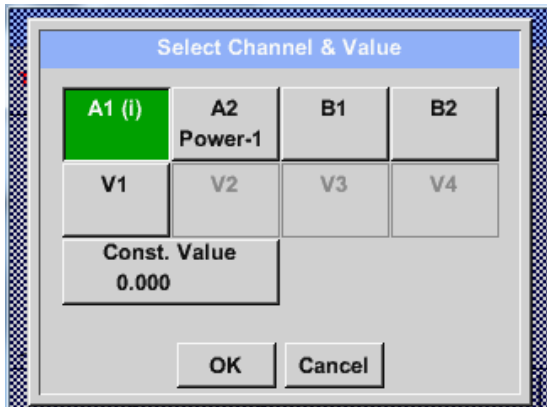 Select Channel & Value
A1 (i) A2 B1 B2
Power-1
V1 V2 V3 V4
Const. Value
0.000
OK Cancel